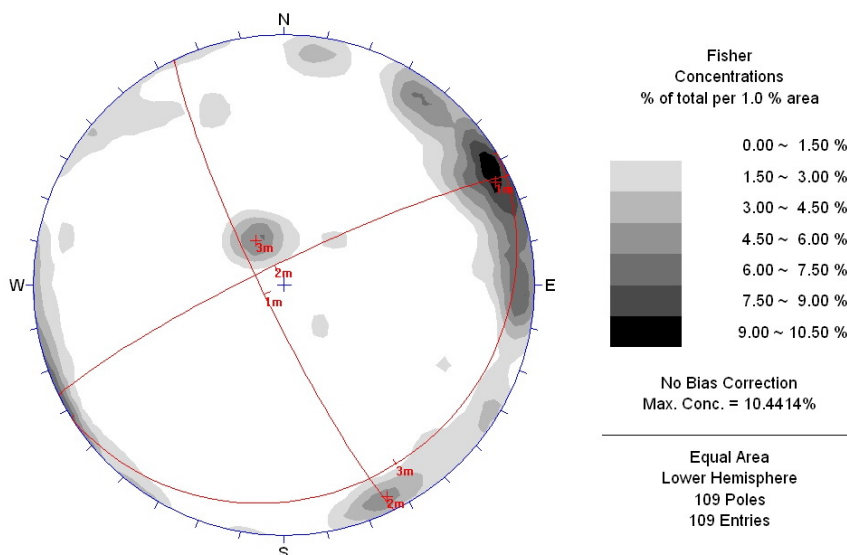 N
W
E
S
3m
2m
1m
3m
2m
Fisher
Concentrations
% of total per 1.0 % area
0.00 ~ 1.50 %
1.50 ~ 3.00 %
3.00 ~ 4.50 %
4.50 ~ 6.00 %
6.00 ~ 7.50 %
7.50 ~ 9.00 %
9.00 ~ 10.50 %
No Bias Correction
Max. Conc. = 10.4414%
Equal Area
Lower Hemisphere
109 Poles
109 Entries